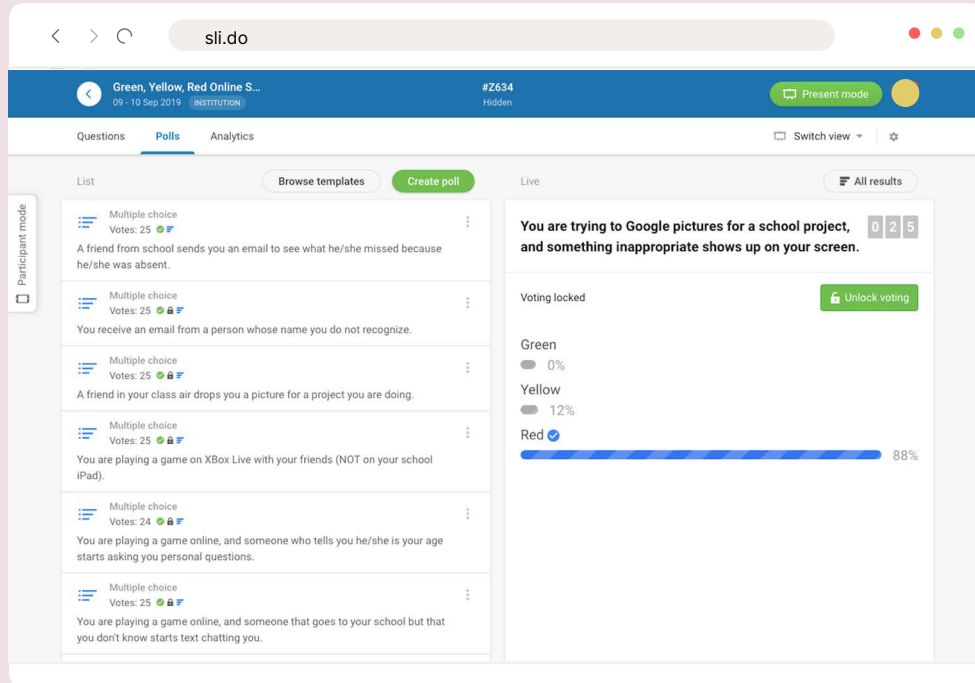 sli.do
Green, Yellow, Red Online S...
09 - 10 Sep 2019 INSTITUTION
#Z634
Hidden
Present mode
Questions Polls Analytics
Switch view
List
Browse templates
Create poll
Live
All results
Participant mode
Multiple choice
Votes: 25
A friend from school sends you an email to see what he/she missed because
he/she was absent.
Multiple choice
Votes: 25
You receive an email from a person whose name you do not recognize.
Multiple choice
Votes: 25
A friend in your class air drops you a picture for a project you are doing.
Multiple choice
Votes: 25
You are playing a game on XBox Live with your friends (NOT on your school
iPad).
Multiple choice
Votes: 24
You are playing a game online, and someone who tells you he/she is your age
starts asking you personal questions.
Multiple choice
Votes: 25
You are playing a game online, and someone that goes to your school but that
you don't know starts text chatting you.
You are trying to Google pictures for a school project,
and something inappropriate shows up on your screen.
0 2 5
Voting locked
Unlock voting
Green
0%
Yellow
12%
Red
88%